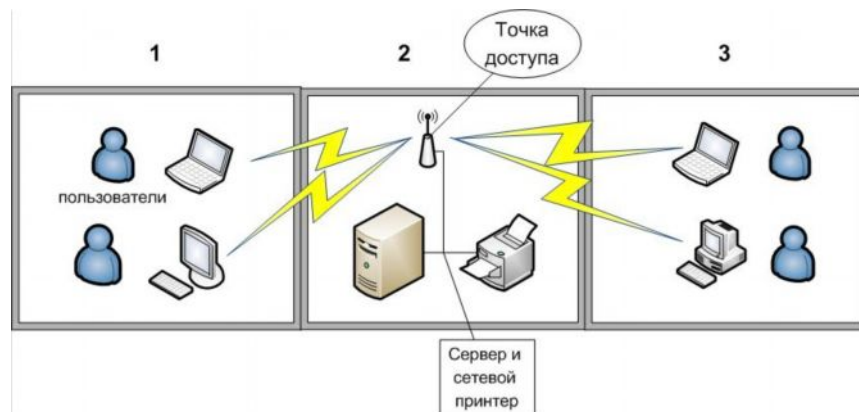 1
2
3
Точка
доступа
пользователи
Сервер и
сетевой
принтер